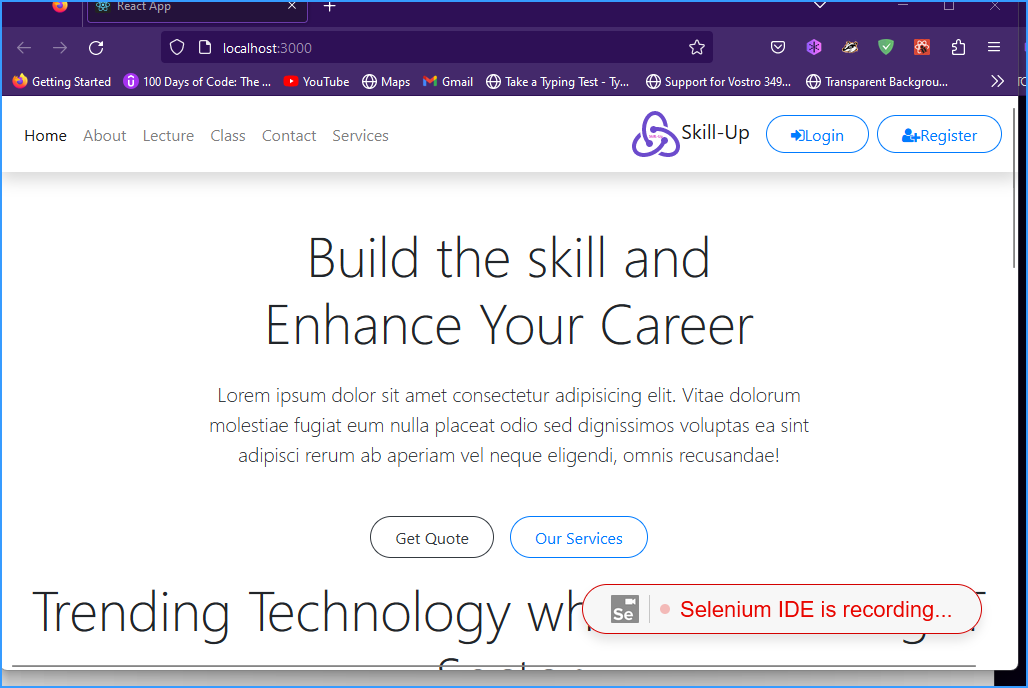 React App
localhost:3000
Getting Started 100 Days of Code: The ... YouTube Maps Gmail Take a Typing Test - Ty... Support for Vostro 349... Transparent Backgrou...
Home About Lecture Class Contact Services Skill-Up Login Register
Build the skill and
Enhance Your Career
Lorem ipsum dolor sit amet consectetur adipisicing elit. Vitae dolorum
molestiae fugiat eum nulla placeat odio sed dignissimos voluptas ea sint
adipisci rerum ab aperiam vel neque eligendi, omnis recusandae!
Get Quote Our Services
Trending Technology
Se Selenium IDE is recording...